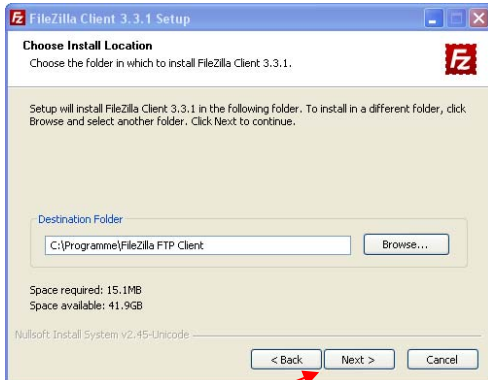 FileZilla Client 3.3.1 Setup
Choose Install Location
Choose the folder in which to install FileZilla Client 3.3.1.
Fz
Setup will install FileZilla Client 3.3.1 in the following folder. To install in a different folder, click
Browse and select another folder. Click Next to continue.
Destination Folder
C:\Programme\FileZilla FTP Client
Browse...
Space required: 15.1MB
Space available: 41.9GB
Nullsoft Install System v2.45-Unicode
< Back Next > Cancel